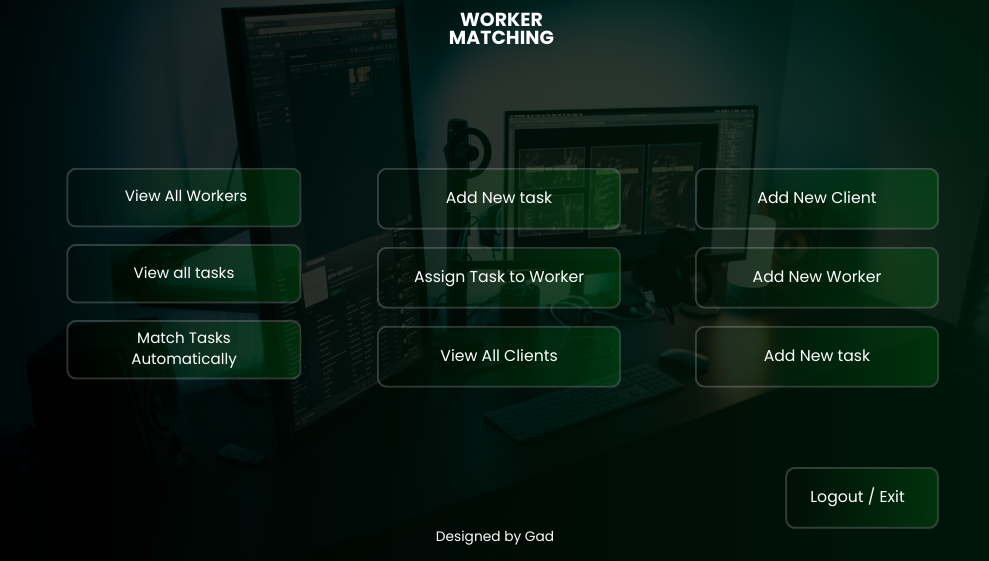 WORKER
MATCHING
View All Workers
Add New task
Add New Client
View all tasks
Assign Task to Worker
Add New Worker
Match Tasks
Automatically
View All Clients
Add New task
Logout / Exit
Designed by Gad